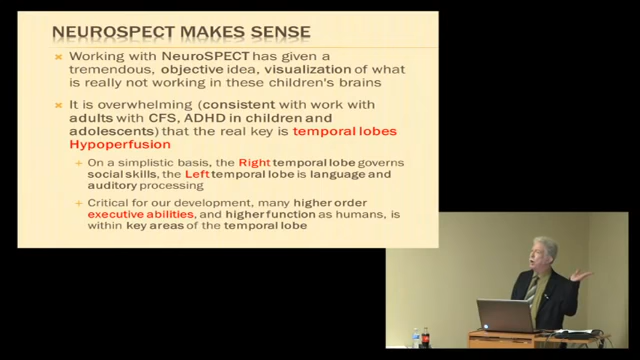 NEUROSPECT MAKES SENSE
Working with NeuroSPECT has given a
tremendous, objective idea, visualization of what
is really not working in these children's brains
It is overwhelming (consistent with work with
adults with CFS, ADHD in children and
adolescents) that the real key is temporal lobes
Hypoperfusion
On a simplistic basis, the Right temporal lobe governs
social skills, the Left temporal lobe is language and
auditory processing
Critical for our development, many higher order
executive abilities, and higher function as humans, is
within key areas of the temporal lobe